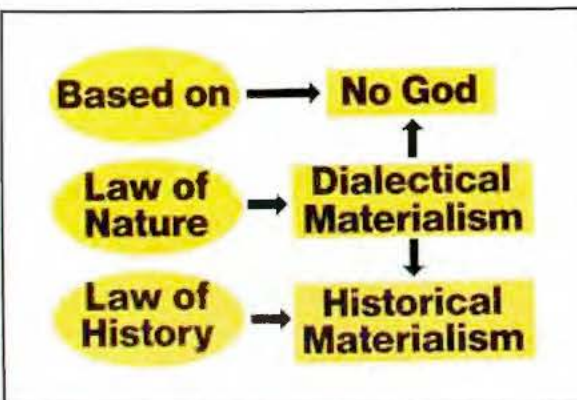 Based on
No God
Law of
Nature
Dialectical
Materialism
Law of
History
Historical
Materialism